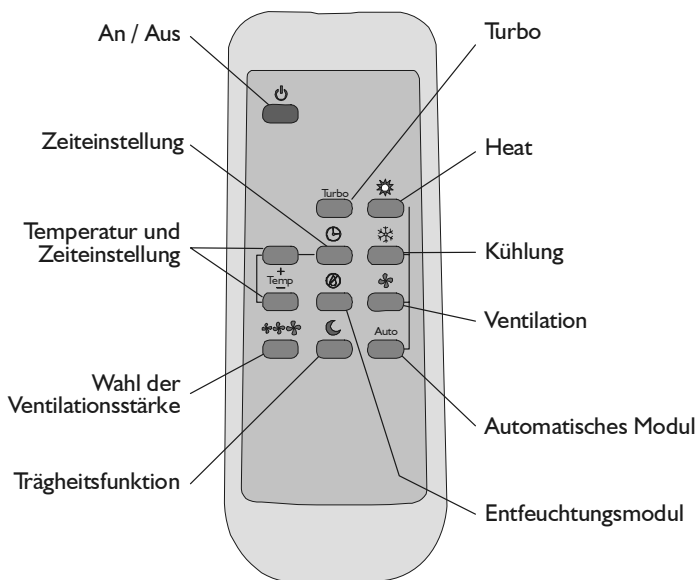 An / Aus
Turbo
Zeiteinstellung
Heat
Turbo
Temperatur und
Zeiteinstellung
Kühlung
+
Temp
−
Ventilation
Auto
Wahl der
Ventilationsstärke
Automatisches Modul
Trägheitsfunktion
Entfeuchtungsmodul